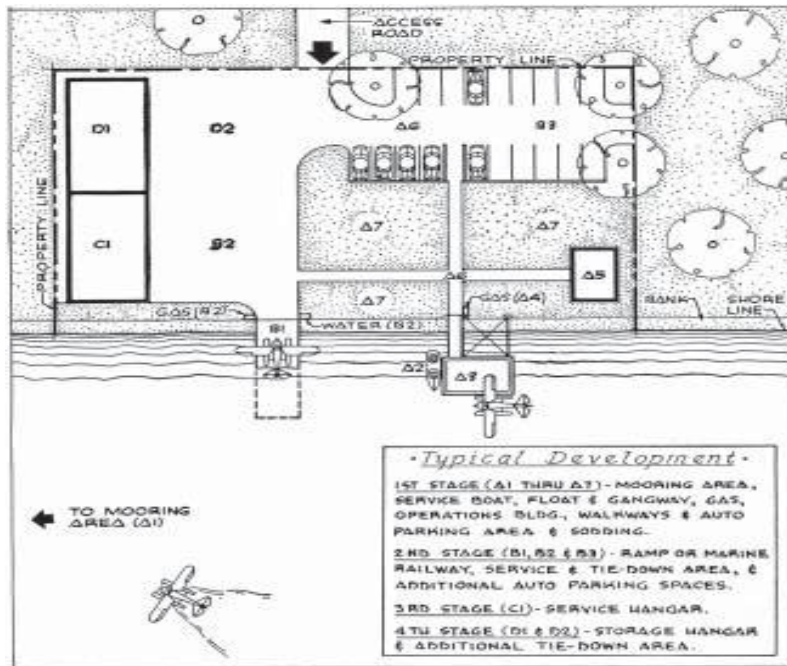 ACCESS
ROAD
PROPERTY LINE
D1
D2
A6
B3
PROPERTY LINE
C1
B2
A7
A7
A6
A5
GAS (B2)
A7
GAS (A4)
BANK
SHORE
LINE
B1
WATER (B2)
A2
A3
TO MOORING
AREA (A1)
· Typical Development ·
1ST STAGE (A1 THRU A7) - MOORING AREA,
SERVICE BOAT, FLOAT & GANGWAY, GAS,
OPERATIONS BLDG., WALKWAYS & AUTO
PARKING AREA & SODDING.
2ND STAGE (B1, B2 & B3) - RAMP OR MARINE
RAILWAY, SERVICE & TIE-DOWN AREA, &
ADDITIONAL AUTO PARKING SPACES.
3RD STAGE (C1) - SERVICE HANGAR.
4TH STAGE (D1 & D2) - STORAGE HANGAR
& ADDITIONAL TIE-DOWN AREA.